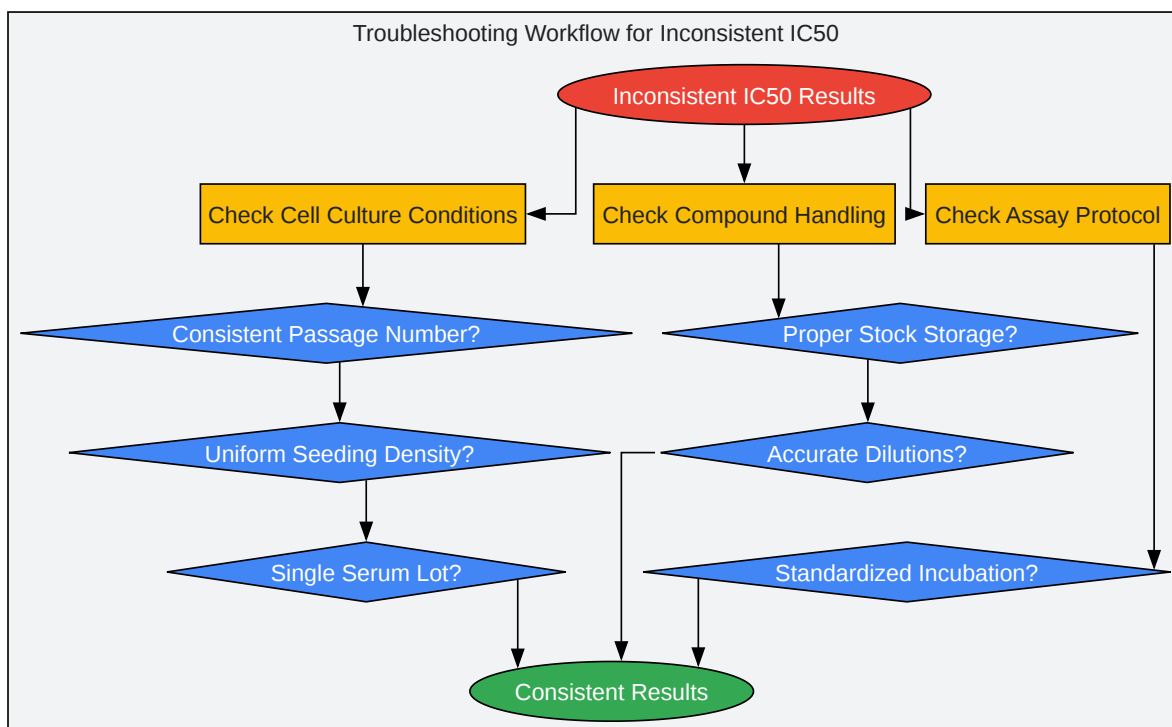 Troubleshooting Workflow for Inconsistent IC50
Inconsistent IC50 Results
Check Cell Culture Conditions
Check Compound Handling
Check Assay Protocol
Consistent Passage Number?
Proper Stock Storage?
Uniform Seeding Density?
Accurate Dilutions?
Single Serum Lot?
Standardized Incubation?
Consistent Results